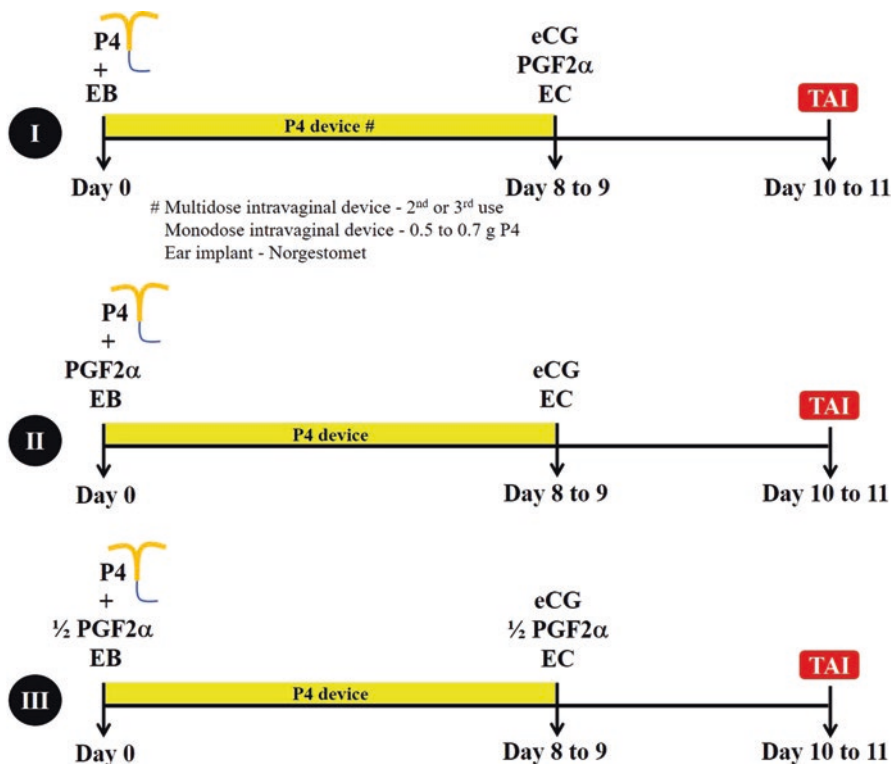 P4
+
EB
eCG
PGF2α
EC
TAI
I
P4 device #
Day 0
Day 8 to 9
Day 10 to 11
# Multidose intravaginal device - 2nd or 3rd use
Monodose intravaginal device - 0.5 to 0.7 g P4
Ear implant - Norgestomet
P4
+
PGF2α
EB
eCG
EC
TAI
II
P4 device
Day 0
Day 8 to 9
Day 10 to 11
P4
+
½ PGF2α
EB
eCG
½ PGF2α
EC
TAI
III
P4 device
Day 0
Day 8 to 9
Day 10 to 11